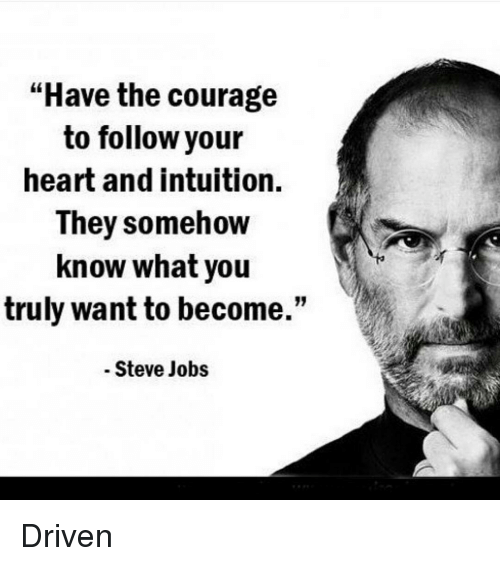 “Have the courage
to follow your
heart and intuition.
They somehow
know what you
truly want to become.”
- Steve Jobs
Driven